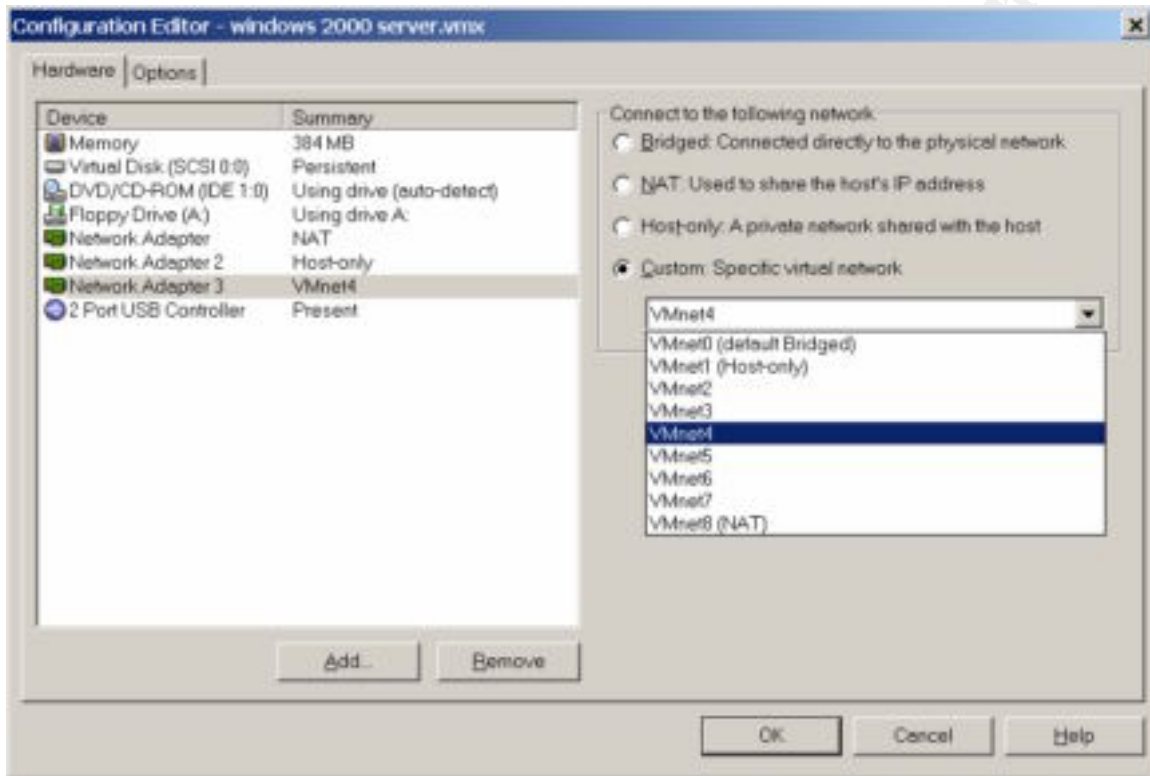 Configuration Editor - windows 2000 server.vmx
Hardware
Options
Device Summary
Memory 384 MB
Virtual Disk (SCSI 0:0) Persistent
DVD/CD-ROM (IDE 1:0) Using drive (auto-detect)
Floppy Drive (A:) Using drive A:
Network Adapter NAT
Network Adapter 2 Host-only
Network Adapter 3 VMnet4
2 Port USB Controller Present
Add...
Remove
Connect to the following network
Bridged: Connected directly to the physical network
NAT: Used to share the host's IP address
Host-only: A private network shared with the host
Custom: Specific virtual network
VMnet4
VMnet0 (default Bridged)
VMnet1 (Host-only)
VMnet2
VMnet3
VMnet4
VMnet5
VMnet6
VMnet7
VMnet8 (NAT)
OK
Cancel
Help